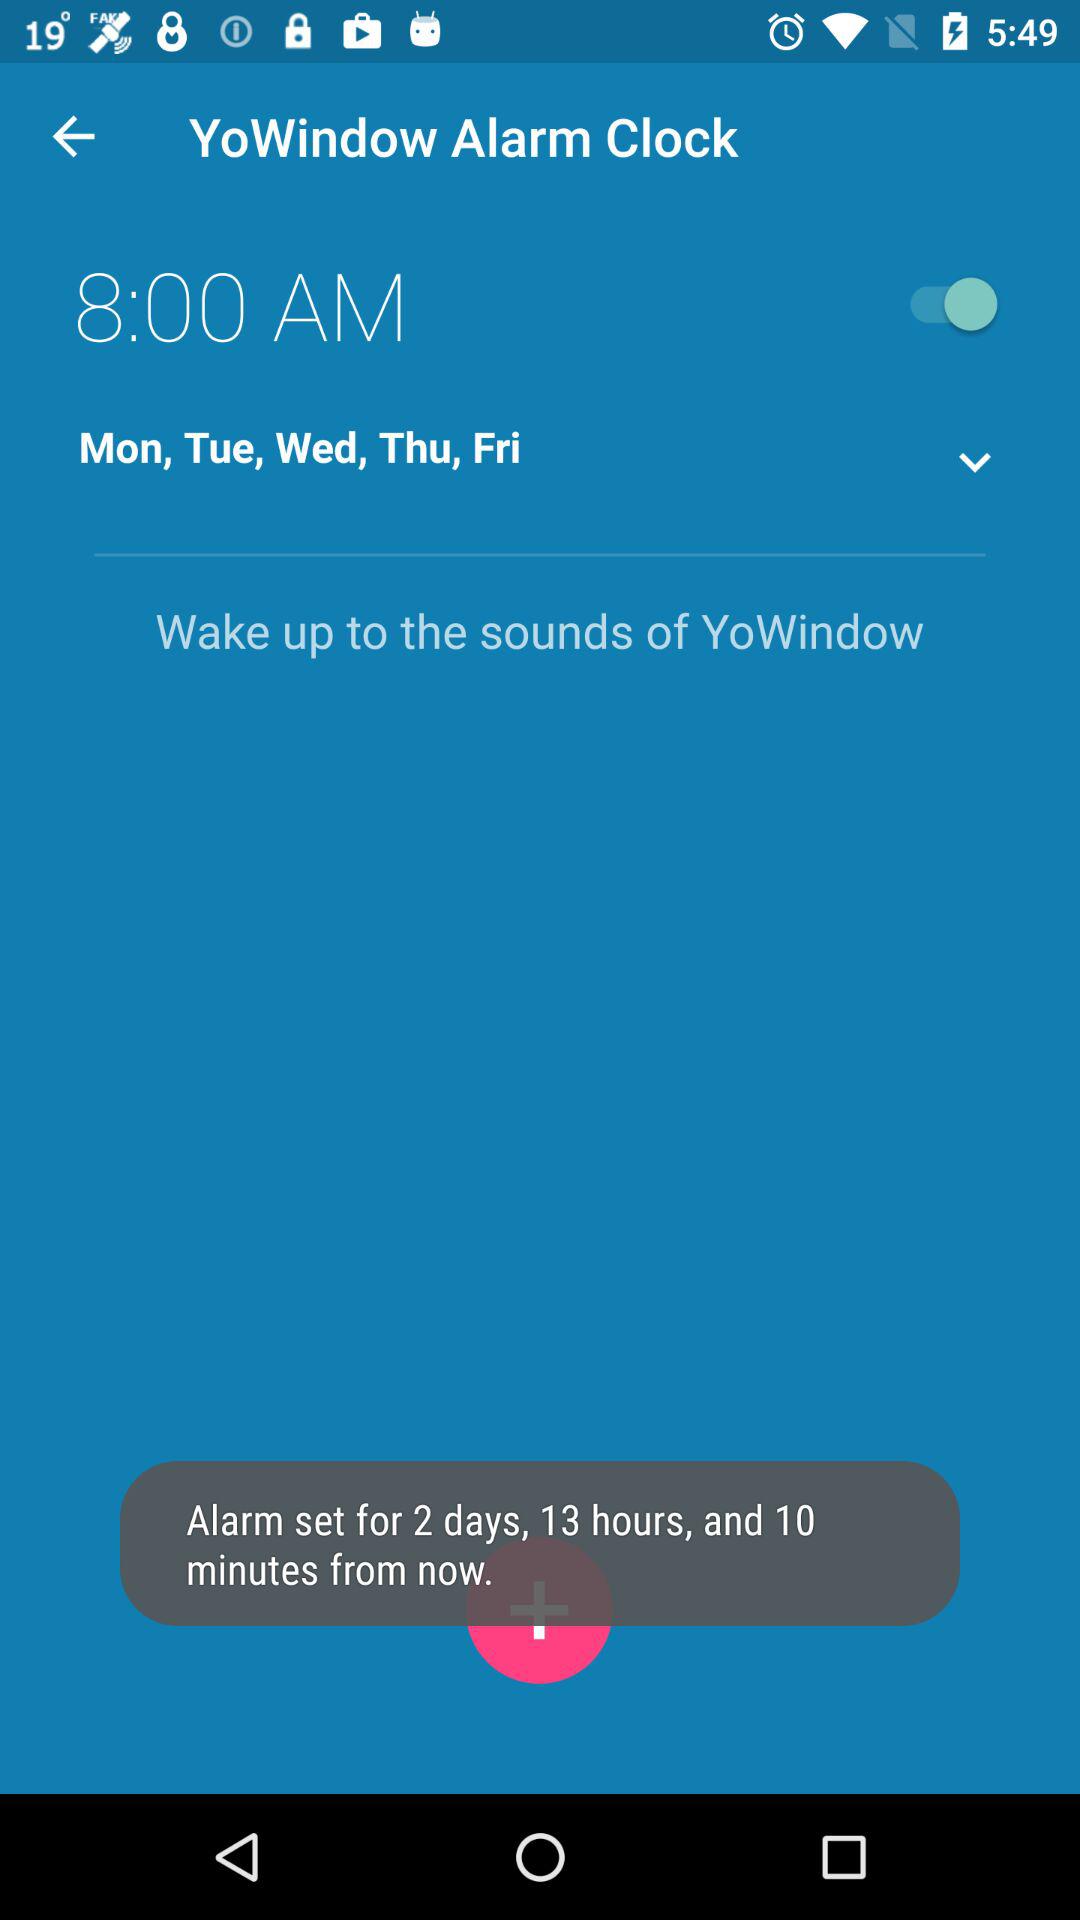 19° FAKE 5:49
YoWindow Alarm Clock
8:00 AM
Mon, Tue, Wed, Thu, Fri
Wake up to the sounds of YoWindow
Alarm set for 2 days, 13 hours, and 10
minutes from now.